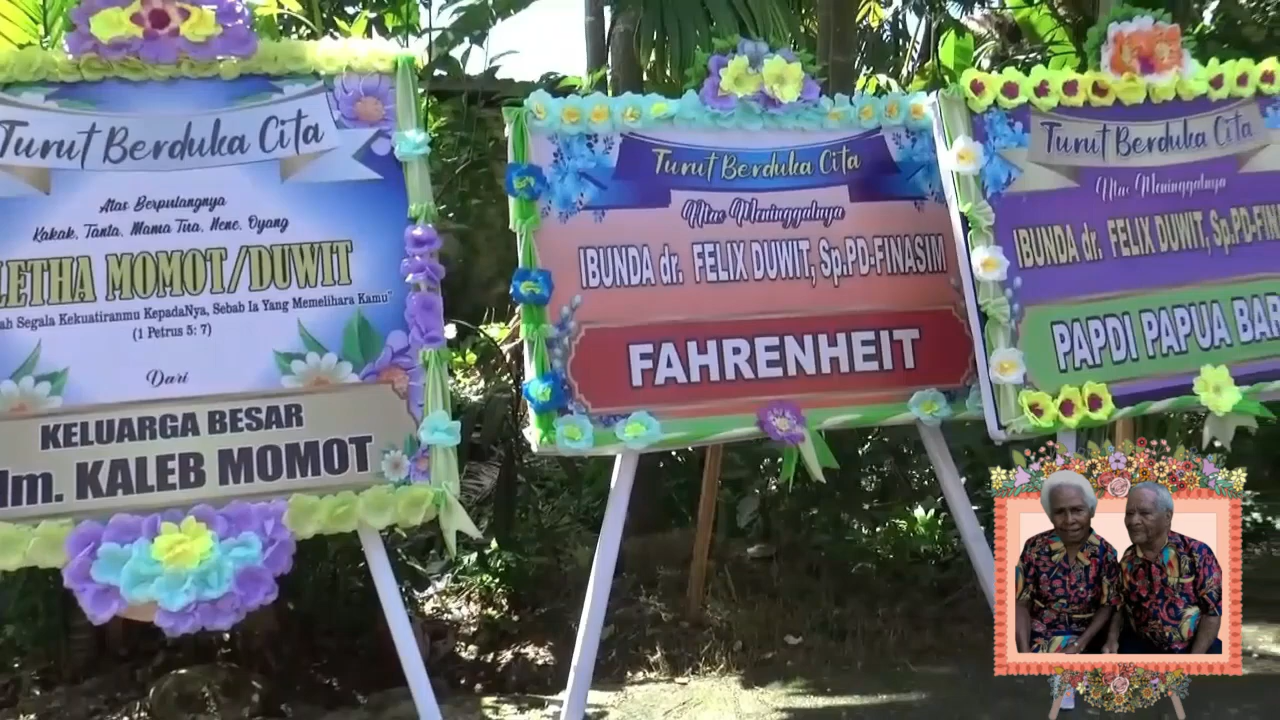 Turut Berduka Cita
Atas Berpulangnya
Kakak, Tanta, Mama Tua, Nene, Oyang
LETHA MOMOT/DUWIT
ah Segala Kekuatiranmu KepadaNya, Sebab Ia Yang Memelihara Kamu"
(1 Petrus 5: 7)
Dari
KELUARGA BESAR
lm. KALEB MOMOT
Turut Berduka Cita
Atas Meninggalnya
IBUNDA dr. FELIX DUWIT, Sp.PD-FINASIM
FAHRENHEIT
Turut Berduka Cita
Atas Meninggalnya
IBUNDA dr. FELIX DUWIT, Sp.PD-FIN
PAPDI PAPUA BAR